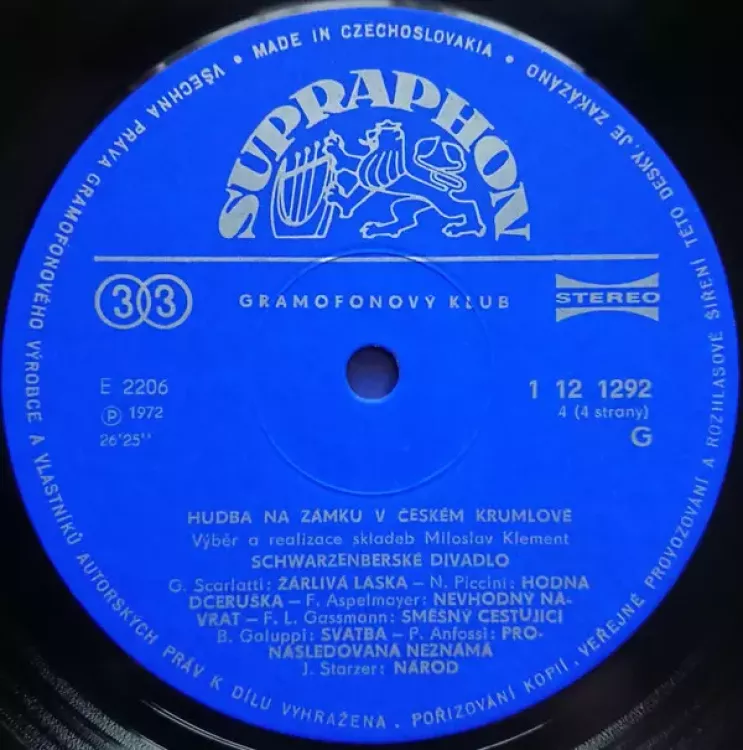 • VŠECHNA PRÁVA GRAMOFONOVÉHO VÝROBCE A VLASTNÍKŮ AUTORSKÝCH PRÁV K DÍLU VYHRAŽENA. POŘIZOVÁNÍ KOPIÍ, VEŘEJNÉ PROVOZOVÁNÍ A ROZHLASOVÉ ŠÍŘENÍ TÉTO DESKY JE ZAKÁZÁNO • MADE IN CZECHOSLOVAKIA
SUPRAPHON
33 GRAMOFONOVÝ KLUB STEREO
E 2206 1 12 1292
Ⓟ 1972 4 (4 strany)
26'25'' G
HUDBA NA ZÁMKU V ČESKÉM KRUMLOVĚ
Výběr a realizace skladeb Miloslav Klement
SCHWARZENBERSKÉ DIVADLO
G. Scarlatti: ŽÁRLIVÁ LÁSKA – N. Piccini: HODNÁ
DCERUŠKA – F. Aspelmayer: NEVHODNÝ NÁ-
VRAT – F. L. Gassmann: SMĚŠNÝ CESTUJÍCÍ
B. Galuppi: SVATBA – P. Anfossi: PRO-
NÁSLEDOVANÁ NEZNÁMÁ
J. Starzer: NÁROD